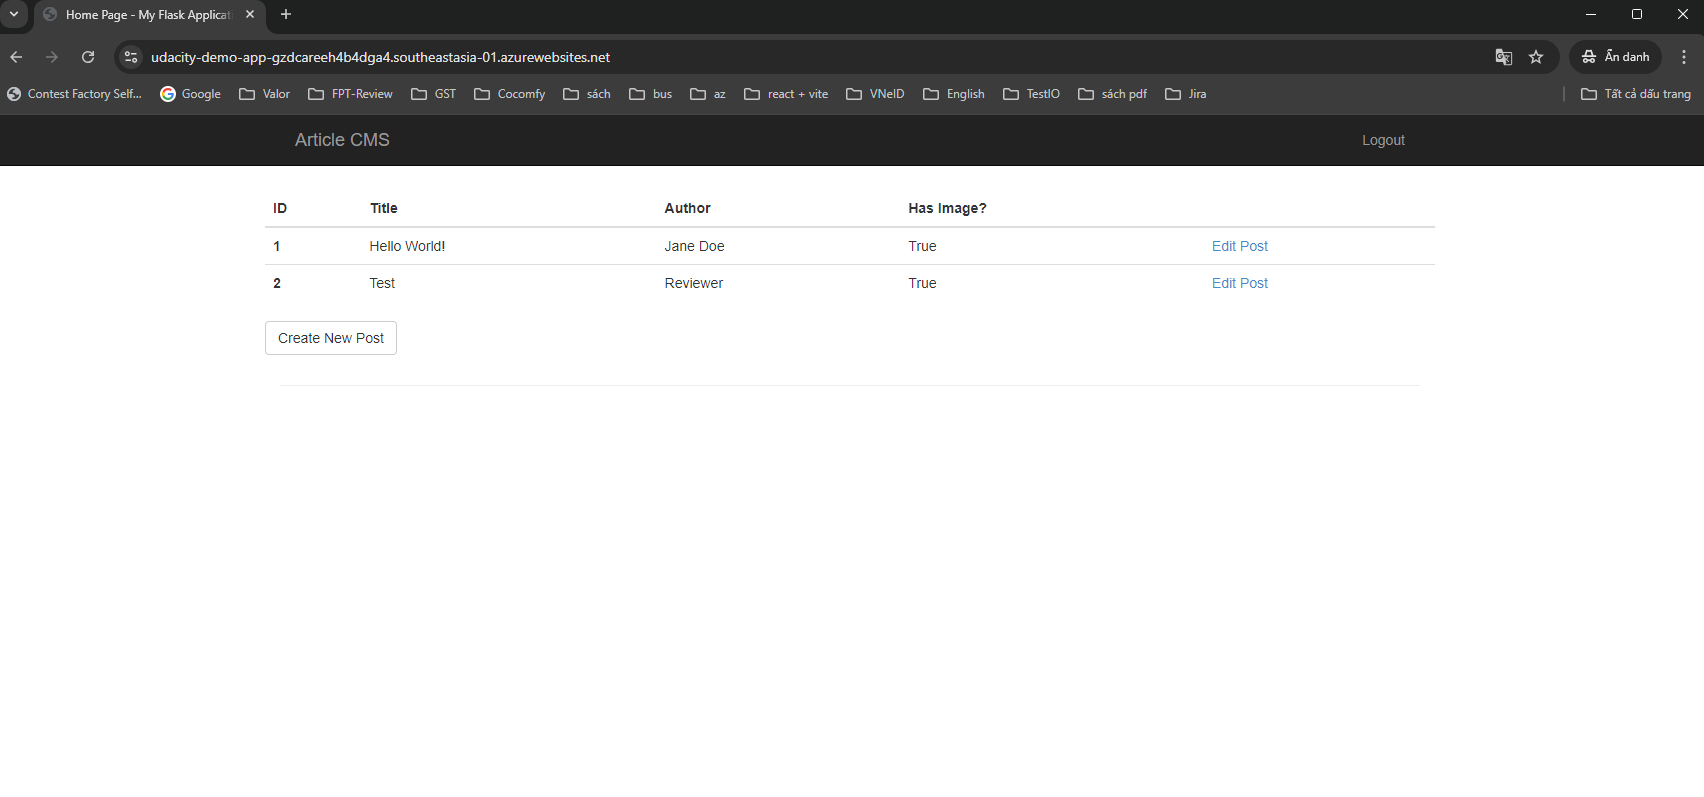 Home Page - My Flask Applicat
udacity-demo-app-gzdcareeh4b4dga4.southeastasia-01.azurewebsites.net
Ẩn danh
Contest Factory Self... Google Valor FPT-Review GST Cocomfy sách bus az react + vite VNeID English TestIO sách pdf Jira Tất cả dấu trang
Article CMS Logout
ID Title Author Has Image?
1 Hello World! Jane Doe True Edit Post
2 Test Reviewer True Edit Post
Create New Post